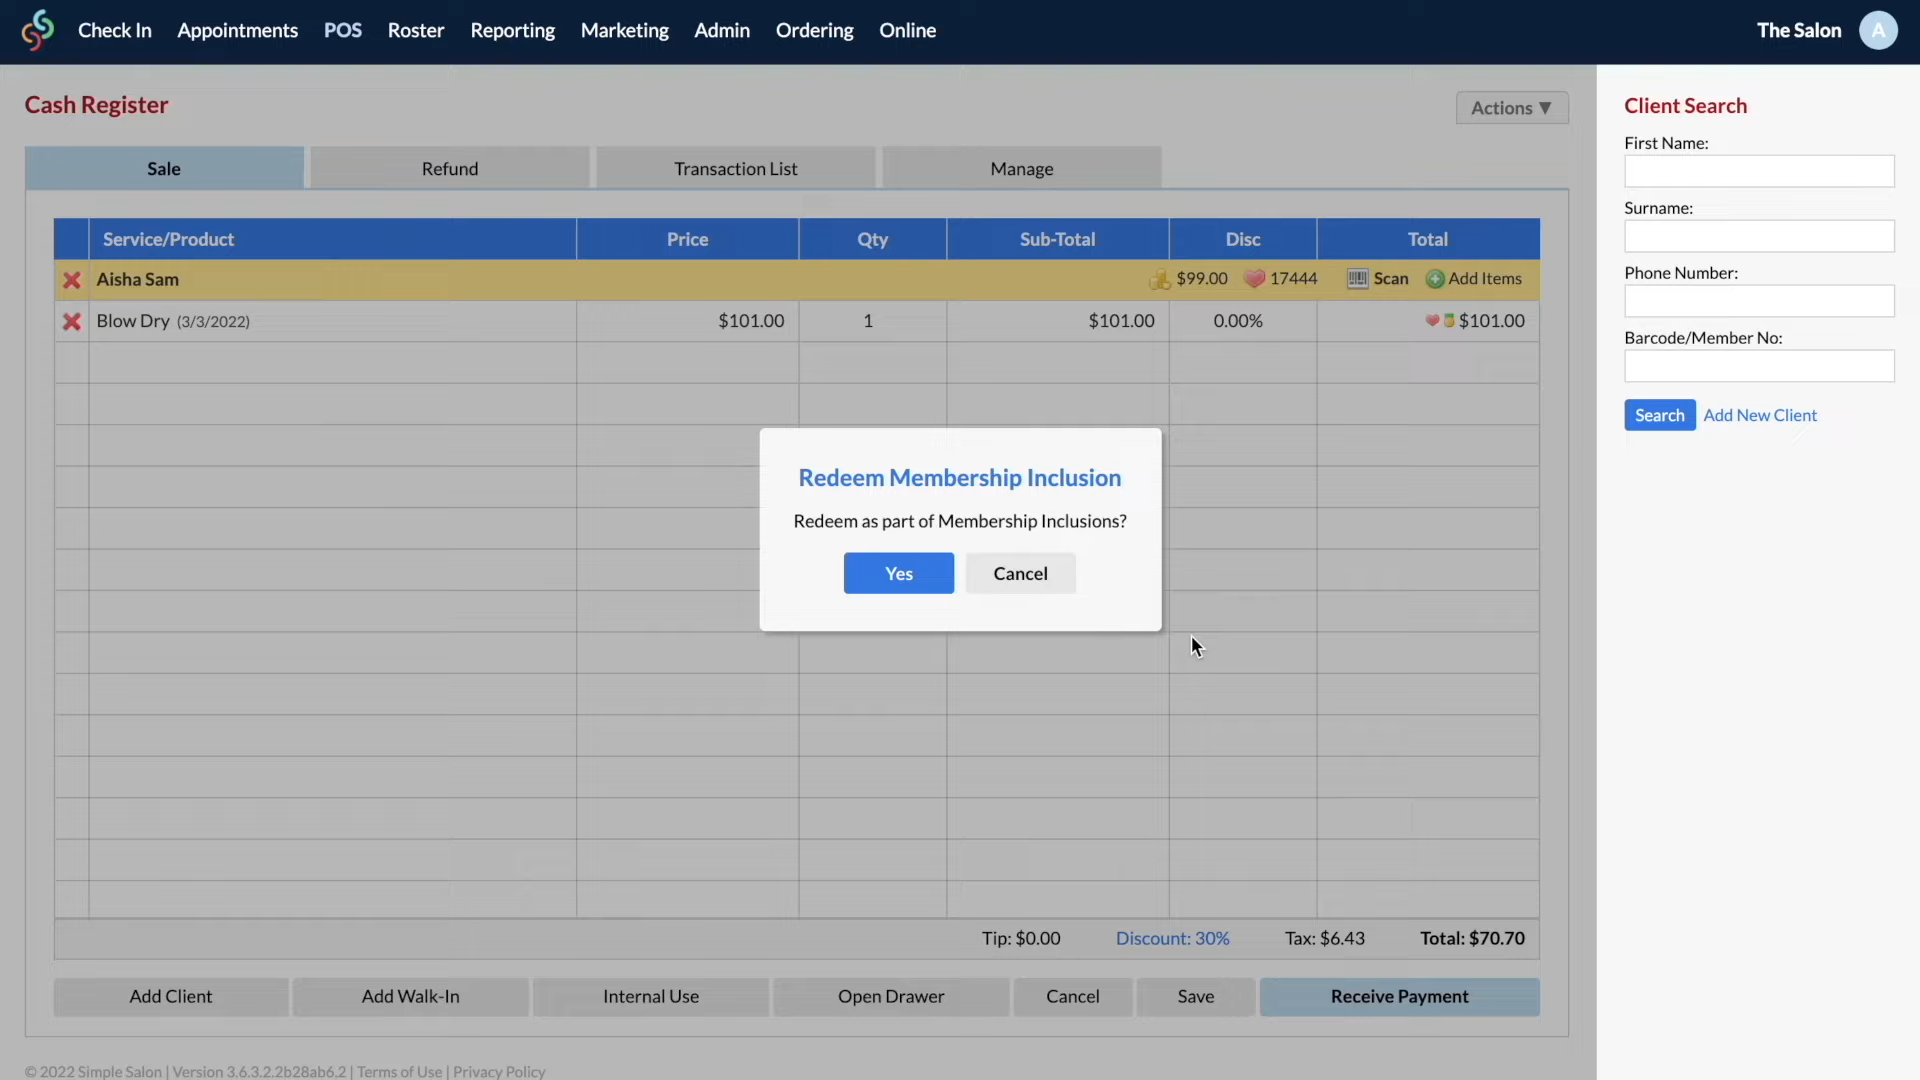 Check In Appointments POS Roster Reporting Marketing Admin Ordering Online The Salon A
Cash Register
Actions ▼
Sale Refund Transaction List Manage
Service/Product Price Qty Sub-Total Disc Total
Aisha Sam $99.00 17444 Scan Add Items
Blow Dry (3/3/2022) $101.00 1 $101.00 0.00% $101.00
Redeem Membership Inclusion
Redeem as part of Membership Inclusions?
Yes Cancel
Tip: $0.00 Discount: 30% Tax: $6.43 Total: $70.70
Add Client Add Walk-In Internal Use Open Drawer Cancel Save Receive Payment
© 2022 Simple Salon | Version 3.6.3.2.2b28ab6.2 | Terms of Use | Privacy Policy
Client Search
First Name:
Surname:
Phone Number:
Barcode/Member No:
Search Add New Client